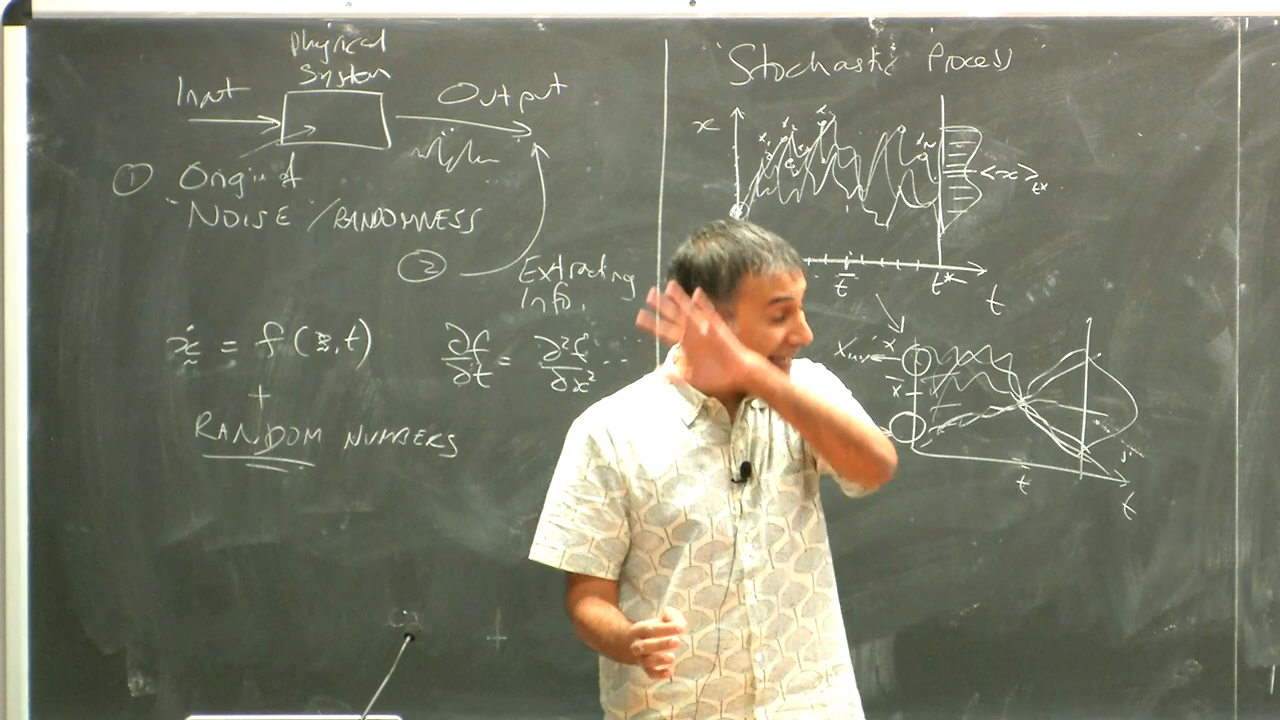 Physical
System
Input
Output
① Origin of
"NOISE"/RANDOMNESS
②
Extracting
Info.
ẋ = f(x,t)
+
RANDOM NUMBERS
∂f/∂t = ∂²f/∂x² ...
Stochastic Process
x
<x>t*
t̄
t*
t
x
x̄
t
t